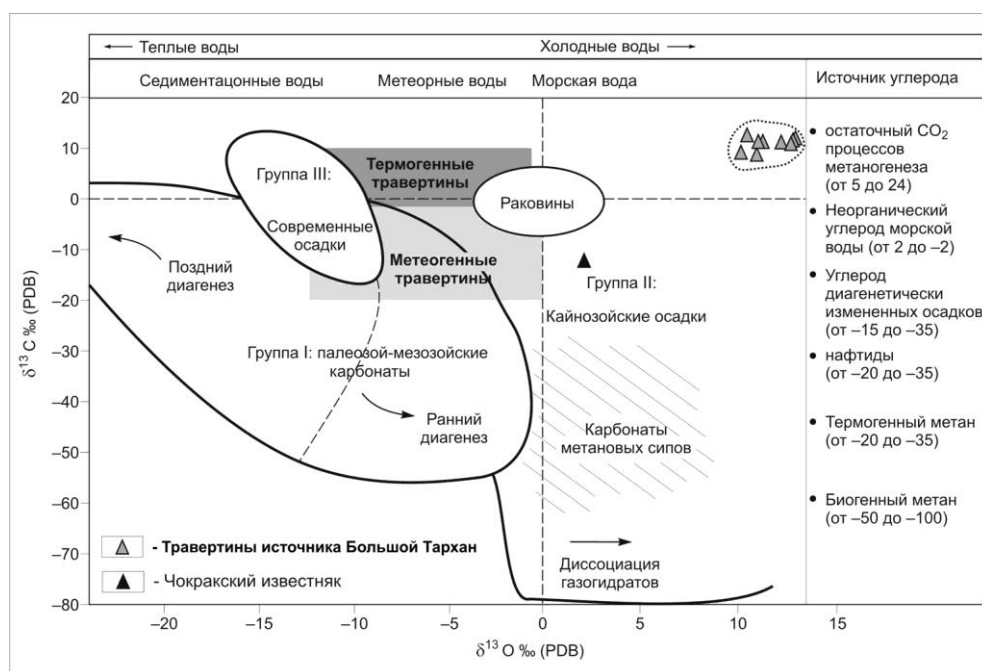 ← Теплые воды
Холодные воды →
Седиментацонные воды
Метеорные воды
Морская вода
Источник углерода
20
10
0
–10
–20
–30
–40
–50
–60
–70
–80
δ13 C ‰ (PDB)
Группа III:
Современные
осадки
Термогенные
травертины
Раковины
Метеогенные
травертины
Поздний
диагенез
Группа II:
Кайнозойские осадки
Группа I: палеозой-мезозойские
карбонаты
Ранний
диагенез
Карбонаты
метановых сипов
Диссоциация
газогидратов
- Травертины источника Большой Тархан
- Чокракский известняк
• остаточный CO2
процессов
метаногенеза
(от 5 до 24)
• Неорганический
углерод морской
воды (от 2 до –2)
• Углерод
диагенетически
измененных осадков
(от –15 до –35)
• нафтиды
(от –20 до –35)
• Термогенный метан
(от –20 до –35)
• Биогенный метан
(от –50 до –100)
–20
–15
–10
–5
0
5
10
15
δ13 O ‰ (PDB)